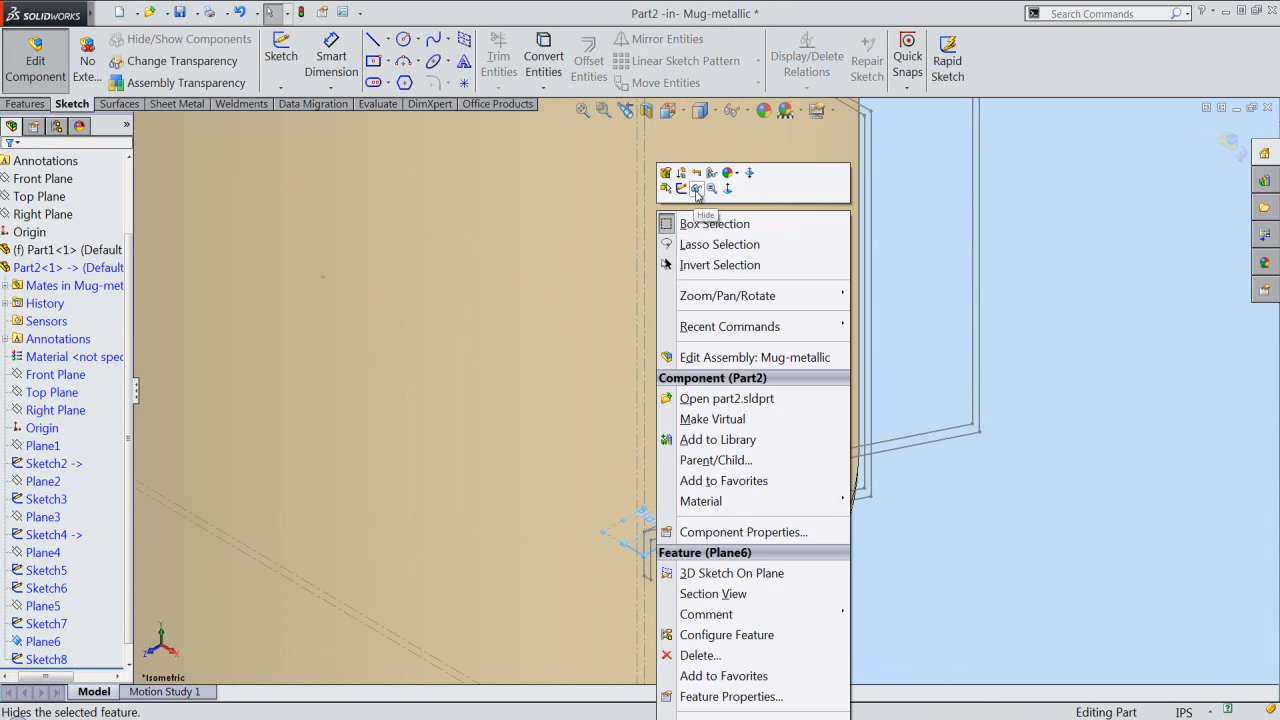 SOLIDWORKS
Part2 -in- Mug-metallic *
Search Commands
Edit Component
No Exte...
Hide/Show Components
Change Transparency
Assembly Transparency
Sketch
Smart Dimension
Trim Entities
Convert Entities
Offset Entities
Mirror Entities
Linear Sketch Pattern
Move Entities
Display/Delete Relations
Repair Sketch
Quick Snaps
Rapid Sketch
Features
Sketch
Surfaces
Sheet Metal
Weldments
Data Migration
Evaluate
DimXpert
Office Products
»
Annotations
Front Plane
Top Plane
Right Plane
Origin
(f) Part1<1> (Default
Part2<1> -> (Default
Mates in Mug-met
History
Sensors
Annotations
Material <not spec
Front Plane
Top Plane
Right Plane
Origin
Plane1
Sketch2 ->
Plane2
Sketch3
Plane3
Sketch4 ->
Plane4
Sketch5
Sketch6
Plane5
Sketch7
Plane6
Sketch8
Hide
Box Selection
Lasso Selection
Invert Selection
Zoom/Pan/Rotate
Recent Commands
Edit Assembly: Mug-metallic
Component (Part2)
Open part2.sldprt
Make Virtual
Add to Library
Parent/Child...
Add to Favorites
Material
Component Properties...
Feature (Plane6)
3D Sketch On Plane
Section View
Comment
Configure Feature
Delete...
Add to Favorites
Feature Properties...
Y
Z
X
*Isometric
Model
Motion Study 1
Hides the selected feature.
Editing Part
IPS